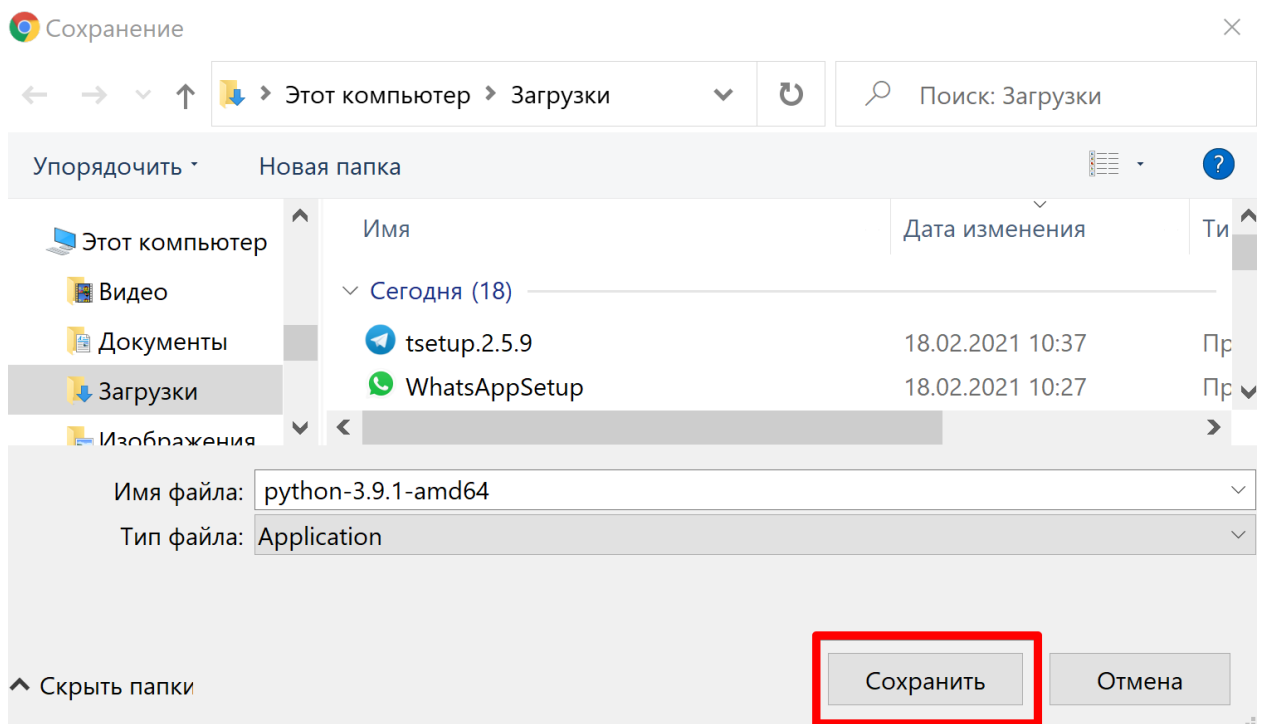 Сохранение
Этот компьютер Загрузки Поиск: Загрузки
Упорядочить Новая папка ?
Имя Дата изменения Ти
Этот компьютер
Видео
Документы
Загрузки
Изображения
Сегодня (18)
tsetup.2.5.9 18.02.2021 10:37 Пр
WhatsAppSetup 18.02.2021 10:27 Пр
Имя файла: python-3.9.1-amd64
Тип файла: Application
Скрыть папки Сохранить Отмена